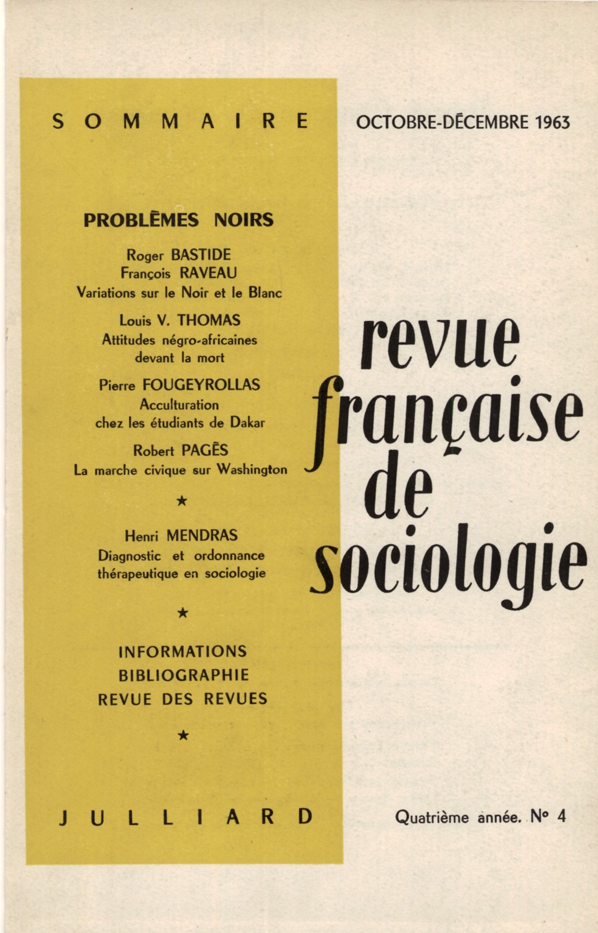 SOMMAIRE
OCTOBRE-DÉCEMBRE 1963
PROBLÈMES NOIRS
Roger BASTIDE
François RAVEAU
Variations sur le Noir et le Blanc
Louis V. THOMAS
Attitudes négro-africaines
devant la mort
Pierre FOUGEYROLLAS
Acculturation
chez les étudiants de Dakar
Robert PAGÈS
La marche civique sur Washington
★
Henri MENDRAS
Diagnostic et ordonnance
thérapeutique en sociologie
★
INFORMATIONS
BIBLIOGRAPHIE
REVUE DES REVUES
★
JULLIARD
revue
française
de
sociologie
Quatrième année. Nº 4